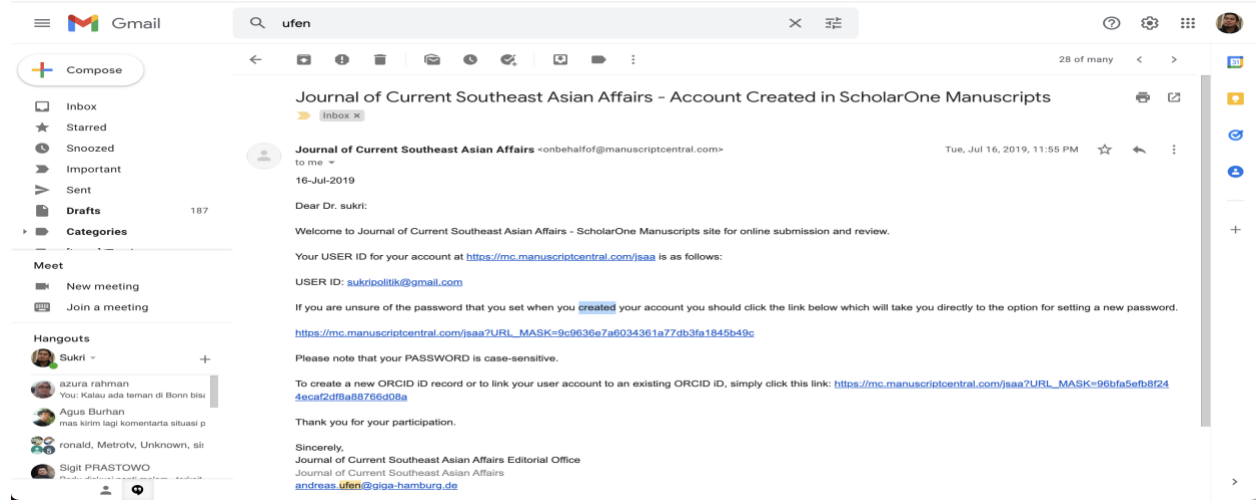 Gmail
ufen
Compose
28 of many
Inbox
Starred
Snoozed
Important
Sent
Drafts 187
Categories
Meet
New meeting
Join a meeting
Hangouts
Sukri
azura rahman
You: Kalau ada teman di Bonn bisa
Agus Burhan
mas kirim lagi komentarta situasi p
ronald, Metrotv, Unknown, sis
Sigit PRASTOWO
Journal of Current Southeast Asian Affairs - Account Created in ScholarOne Manuscripts
Inbox x
Journal of Current Southeast Asian Affairs <onbehalfof@manuscriptcentral.com> Tue, Jul 16, 2019, 11:55 PM
to me
16-Jul-2019
Dear Dr. sukri:
Welcome to Journal of Current Southeast Asian Affairs - ScholarOne Manuscripts site for online submission and review.
Your USER ID for your account at https://mc.manuscriptcentral.com/jsaa is as follows:
USER ID: sukripolitik@gmail.com
If you are unsure of the password that you set when you created your account you should click the link below which will take you directly to the option for setting a new password.
https://mc.manuscriptcentral.com/jsaa?URL_MASK=9c9636e7a6034361a77db3fa1845b49c
Please note that your PASSWORD is case-sensitive.
To create a new ORCID iD record or to link your user account to an existing ORCID iD, simply click this link: https://mc.manuscriptcentral.com/jsaa?URL_MASK=96bfa5efb8f24
4ecaf2df8a88766d08a
Thank you for your participation.
Sincerely,
Journal of Current Southeast Asian Affairs Editorial Office
Journal of Current Southeast Asian Affairs
andreas.ufen@giga-hamburg.de
31